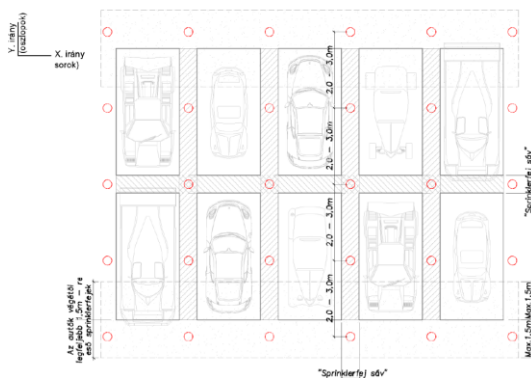 Y. irány
(oszlopok)
X. irány
sorok)
2,0 - 3,0m
2,0 - 3,0m
2,0 - 3,0m
2,0 - 3,0m
"Sprinklerfej sáv"
Az autók végétől
legfeljebb 1,5m - re
eső sprinklerfejek
Max.1,5m
Max.1,5m
"Sprinklerfej sáv"